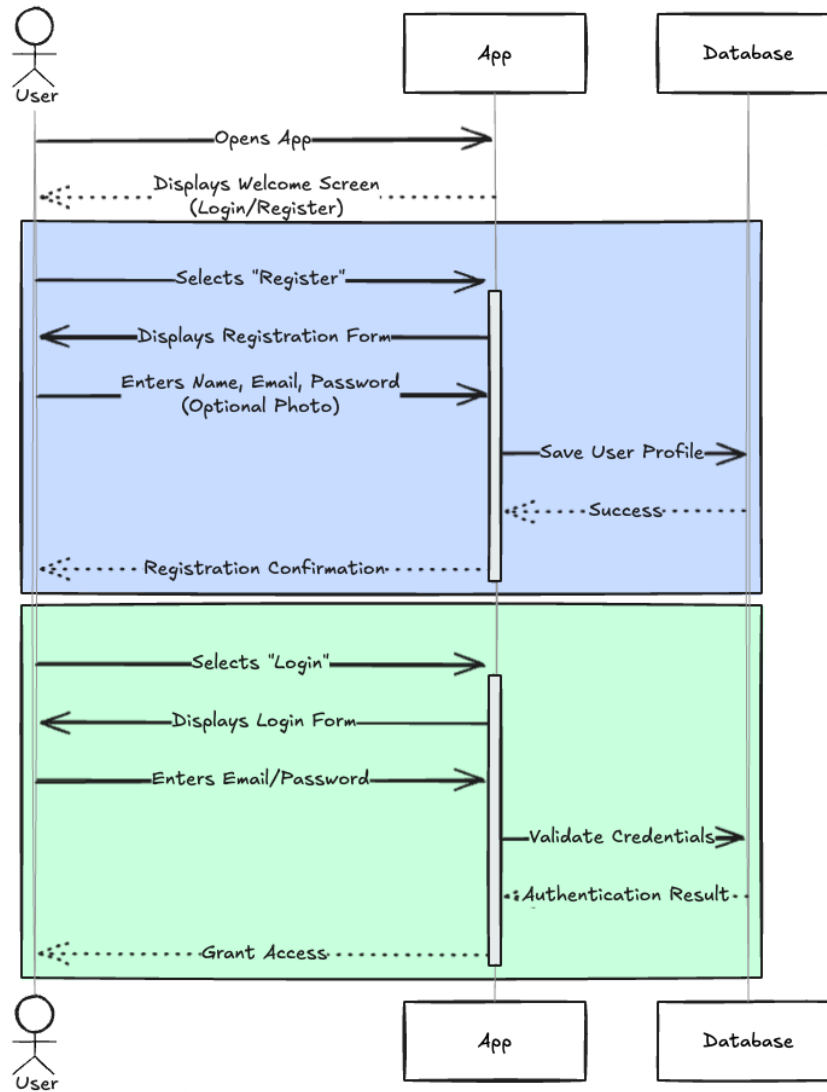 App
Database
User
Opens App
Displays Welcome Screen
(Login/Register)
Selects "Register"
Displays Registration Form
Enters Name, Email, Password
(Optional Photo)
Save User Profile
Success
Registration Confirmation
Selects "Login"
Displays Login Form
Enters Email/Password
Validate Credentials
Authentication Result
Grant Access
App
Database
User